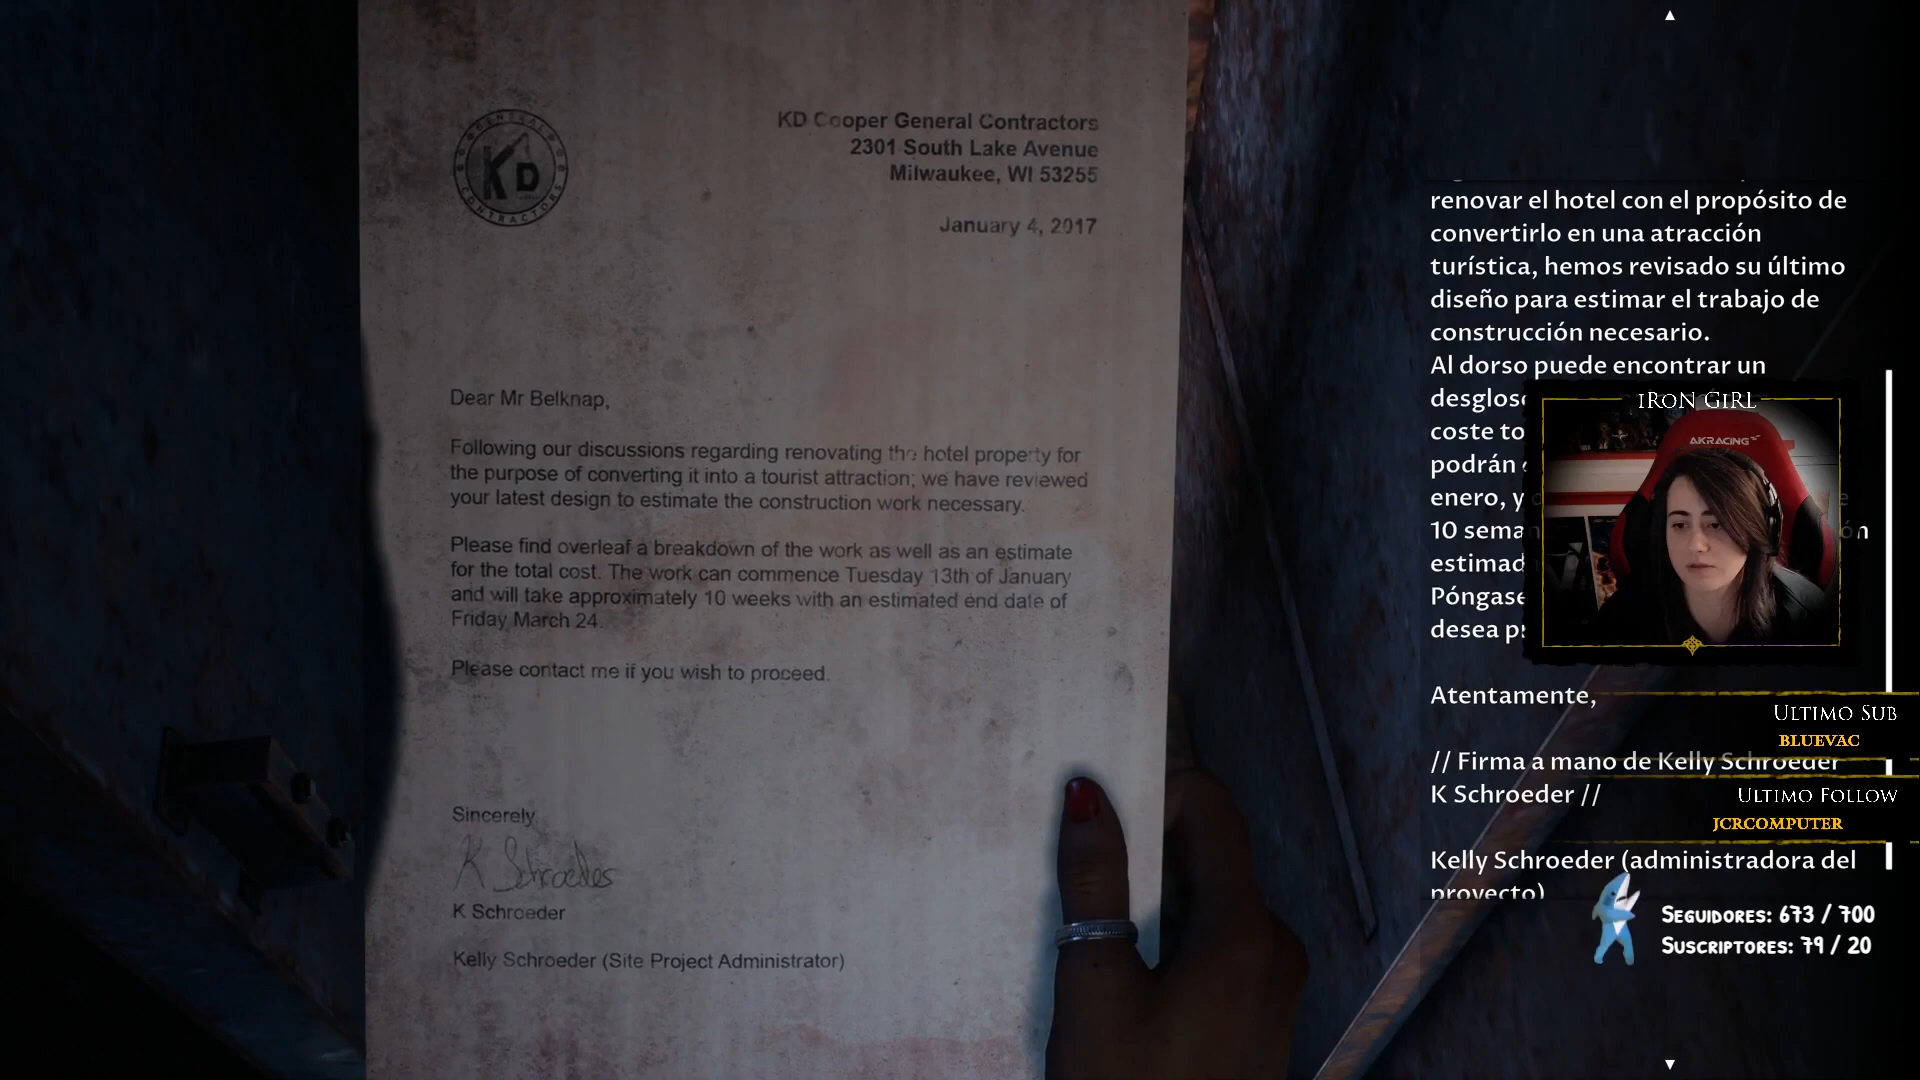 GENERAL
KD
CONTRACTORS
KD Cooper General Contractors
2301 South Lake Avenue
Milwaukee, WI 53255
January 4, 2017
Dear Mr Belknap,
Following our discussions regarding renovating the hotel property for
the purpose of converting it into a tourist attraction; we have reviewed
your latest design to estimate the construction work necessary.
Please find overleaf a breakdown of the work as well as an estimate
for the total cost. The work can commence Tuesday 13th of January
and will take approximately 10 weeks with an estimated end date of
Friday March 24.
Please contact me if you wish to proceed.
Sincerely
K Schroeder
K Schroeder
Kelly Schroeder (Site Project Administrator)
renovar el hotel con el propósito de
convertirlo en una atracción
turística, hemos revisado su último
diseño para estimar el trabajo de
construcción necesario.
Al dorso puede encontrar un
coste
podrán
enero, y
10
Atentamente,
// Firma a mano de Kelly Schroeder
K Schroeder //
Kelly Schroeder (administradora del
proyecto)
iRon Girl
AKRACING
Ultimo Sub
BLUEVAC
Ultimo Follow
JCRCOMPUTER
Seguidores: 673 / 700
Suscriptores: 79 / 20